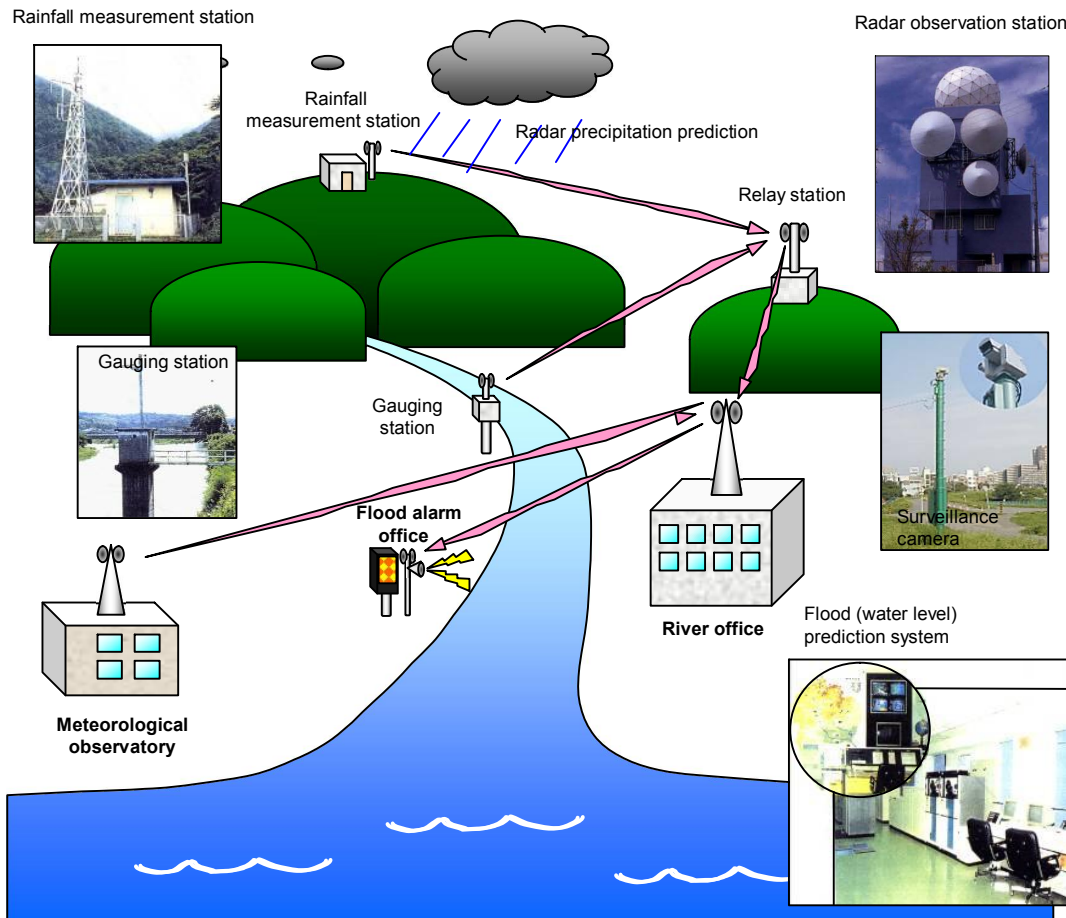 Rainfall measurement station
Radar observation station
Rainfall
measurement station
Radar precipitation prediction
Relay station
Gauging station
Gauging
station
Surveillance
camera
Flood alarm
office
River office
Flood (water level)
prediction system
Meteorological
observatory